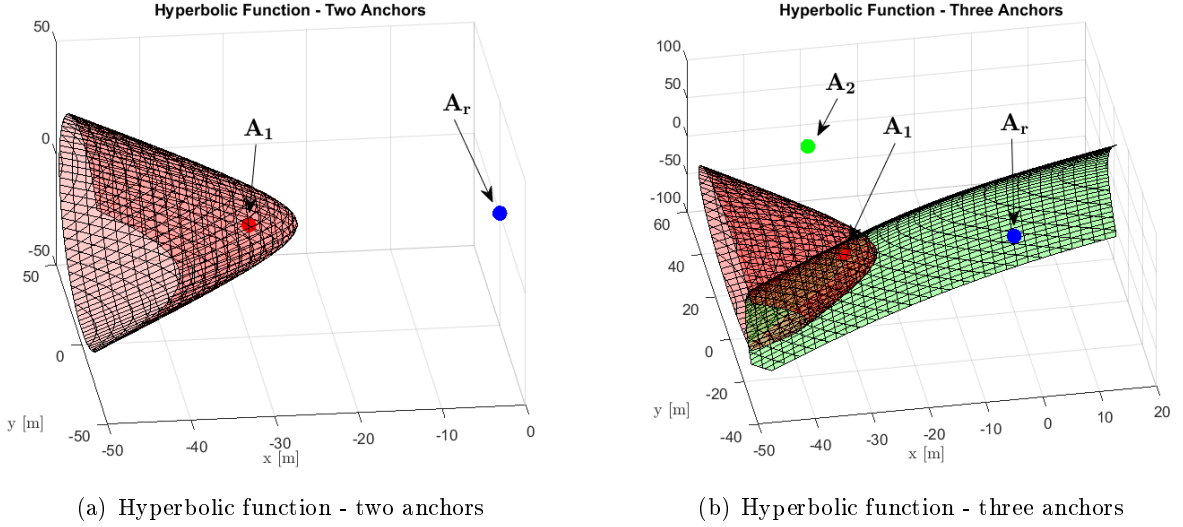 Hyperbolic Function - Two Anchors
50
0
-50
50
0
-50
y [m]
-50
-40
-30
-20
-10
0
x [m]
A₁
Aᵣ
(a) Hyperbolic function - two anchors
Hyperbolic Function - Three Anchors
100
50
0
-50
-100
60
40
20
0
-20
-40
y [m]
-50
-40
-30
-20
-10
0
10
20
x [m]
A₂
A₁
Aᵣ
(b) Hyperbolic function - three anchors